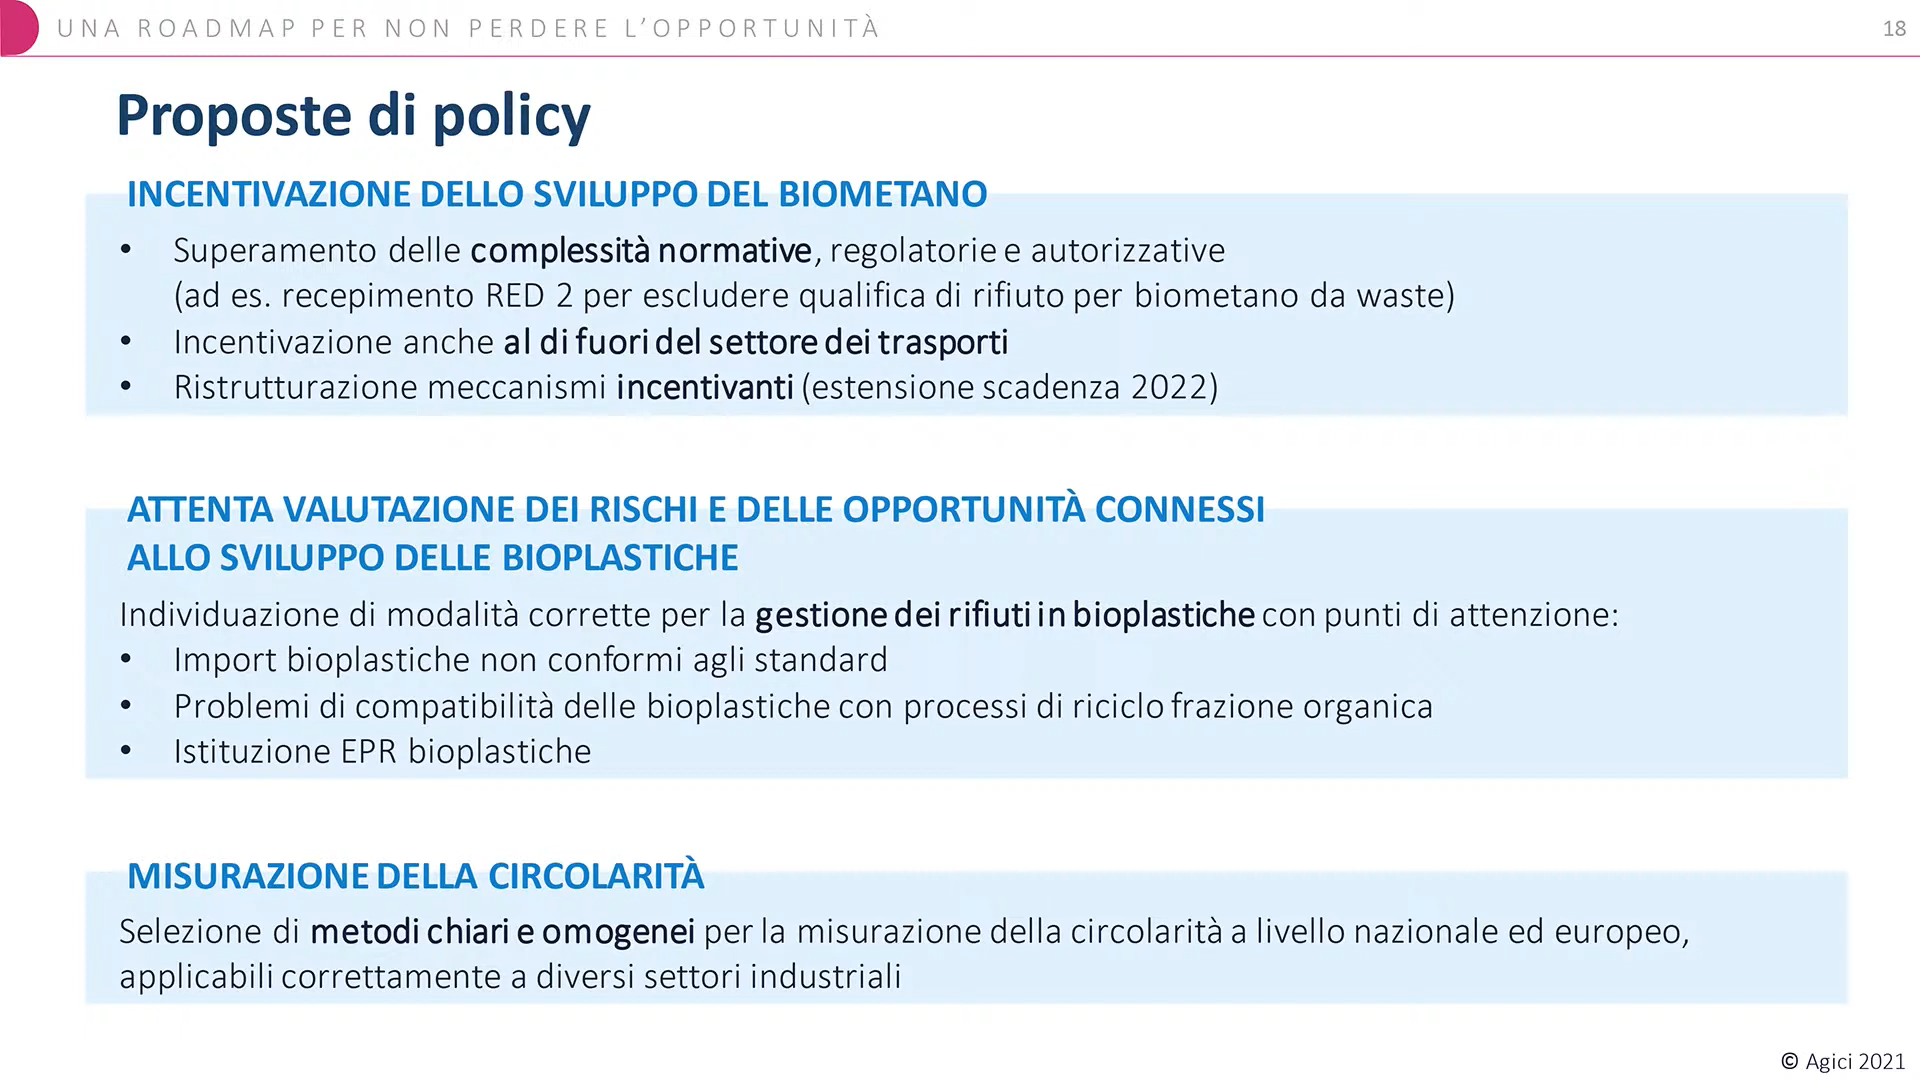 UNA ROADMAP PER NON PERDERE L'OPPORTUNITÀ
18
Proposte di policy
INCENTIVAZIONE DELLO SVILUPPO DEL BIOMETANO
• Superamento delle complessità normative, regolatorie e autorizzative
(ad es. recepimento RED 2 per escludere qualifica di rifiuto per biometano da waste)
• Incentivazione anche al di fuori del settore dei trasporti
• Ristrutturazione meccanismi incentivanti (estensione scadenza 2022)
ATTENTA VALUTAZIONE DEI RISCHI E DELLE OPPORTUNITÀ CONNESSI
ALLO SVILUPPO DELLE BIOPLASTICHE
Individuazione di modalità corrette per la gestione dei rifiuti in bioplastiche con punti di attenzione:
• Import bioplastiche non conformi agli standard
• Problemi di compatibilità delle bioplastiche con processi di riciclo frazione organica
• Istituzione EPR bioplastiche
MISURAZIONE DELLA CIRCOLARITÀ
Selezione di metodi chiari e omogenei per la misurazione della circolarità a livello nazionale ed europeo,
applicabili correttamente a diversi settori industriali
© Agici 2021